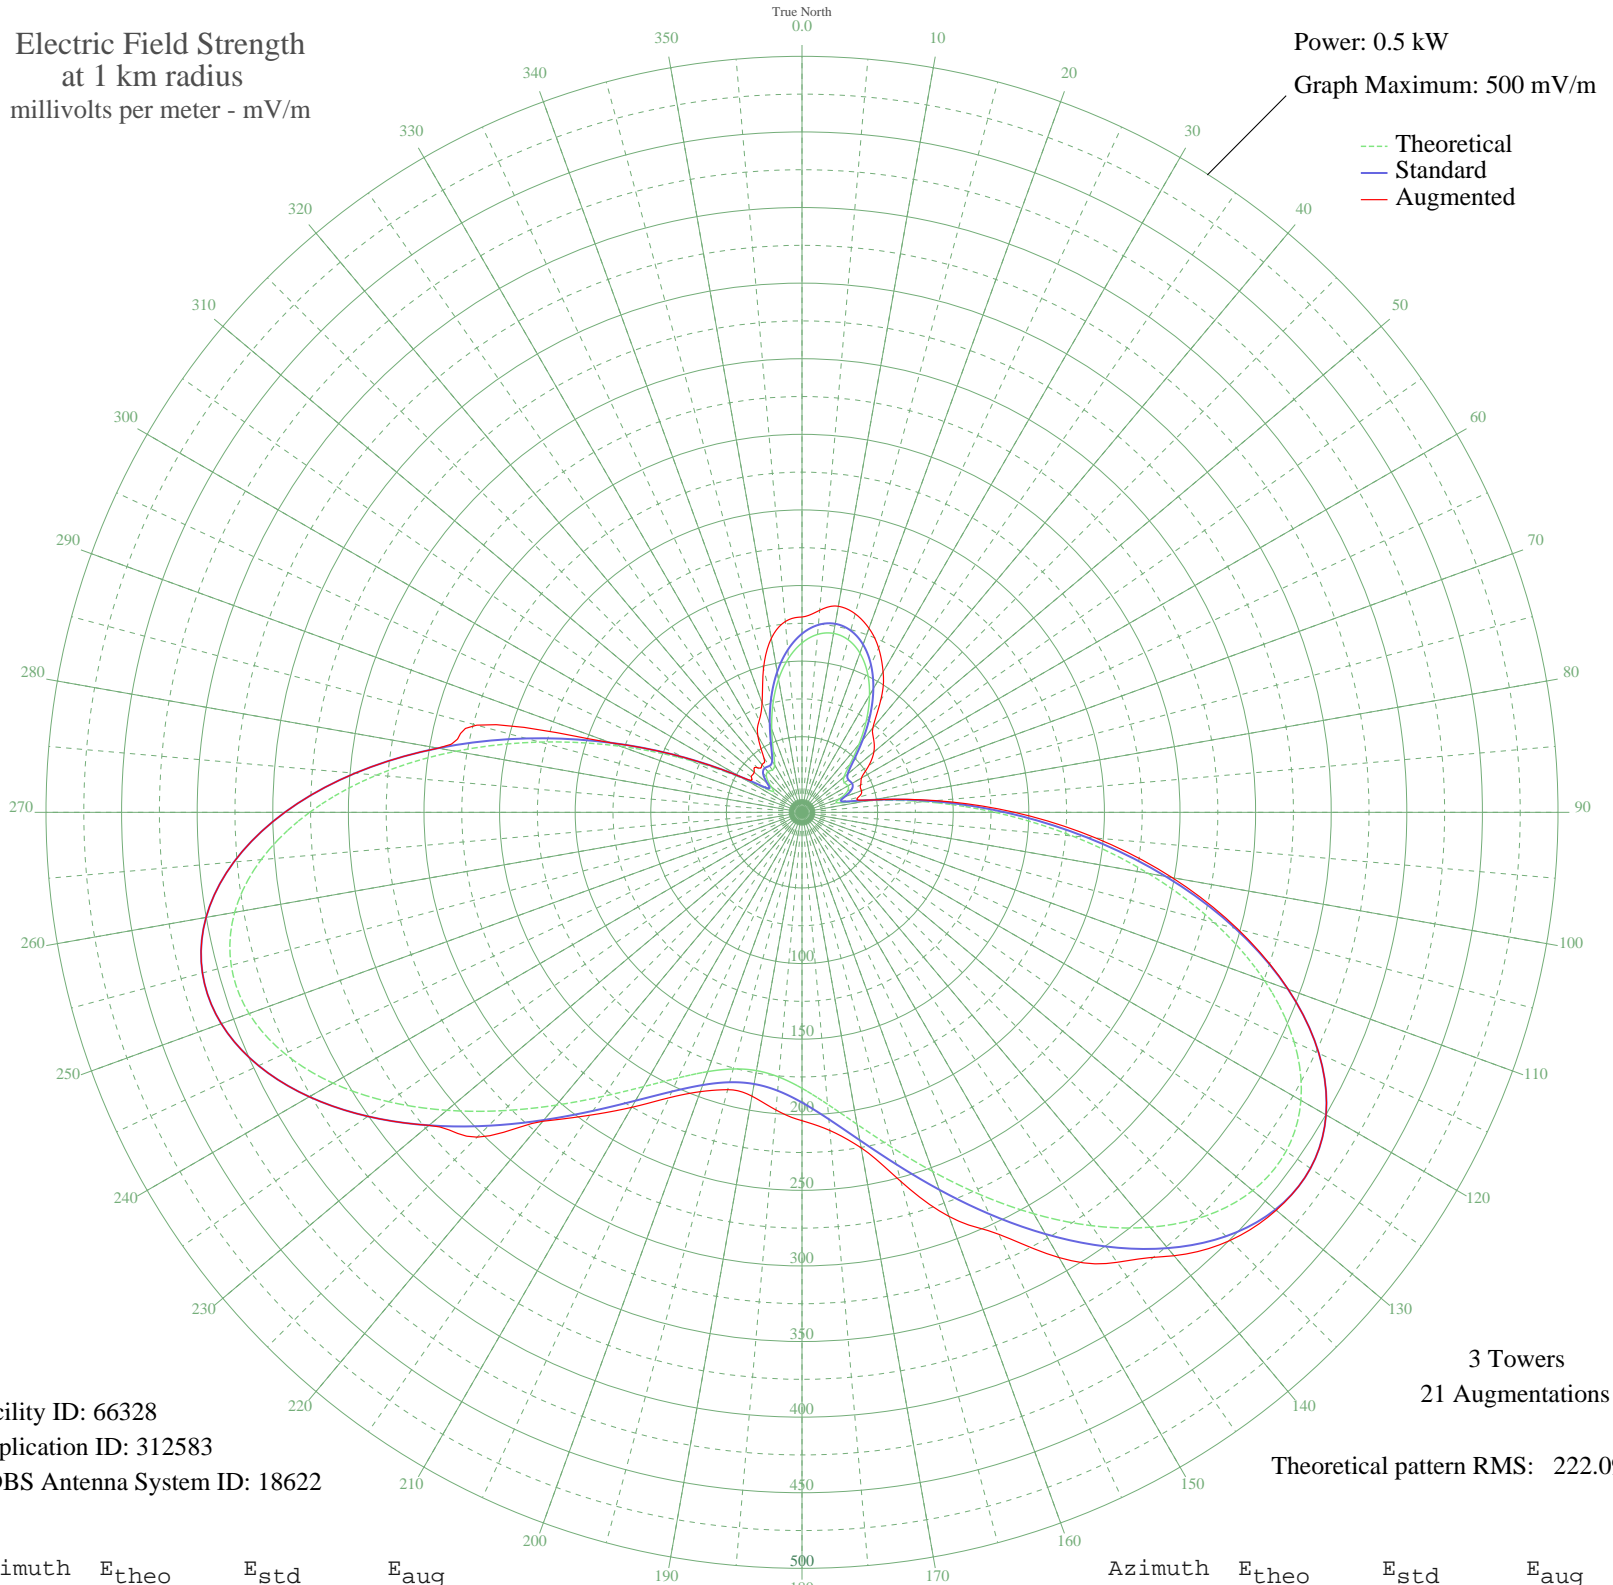 True North
Electric Field Strength
at 1 km radius
millivolts per meter - mV/m
Power: 0.5 kW
Graph Maximum: 500 mV/m
Theoretical
Standard
Augmented
0.0
10
20
30
40
50
60
70
80
90
100
110
120
130
140
150
160
170
190
200
210
220
230
240
250
260
270
280
290
300
310
320
330
340
350
100
150
200
250
300
350
400
450
500
3 Towers
21 Augmentations
Theoretical pattern RMS: 222.0
cility ID: 66328
plication ID: 312583
DBS Antenna System ID: 18622
imuth Etheo Estd Eaug
Azimuth Etheo Estd Eaug